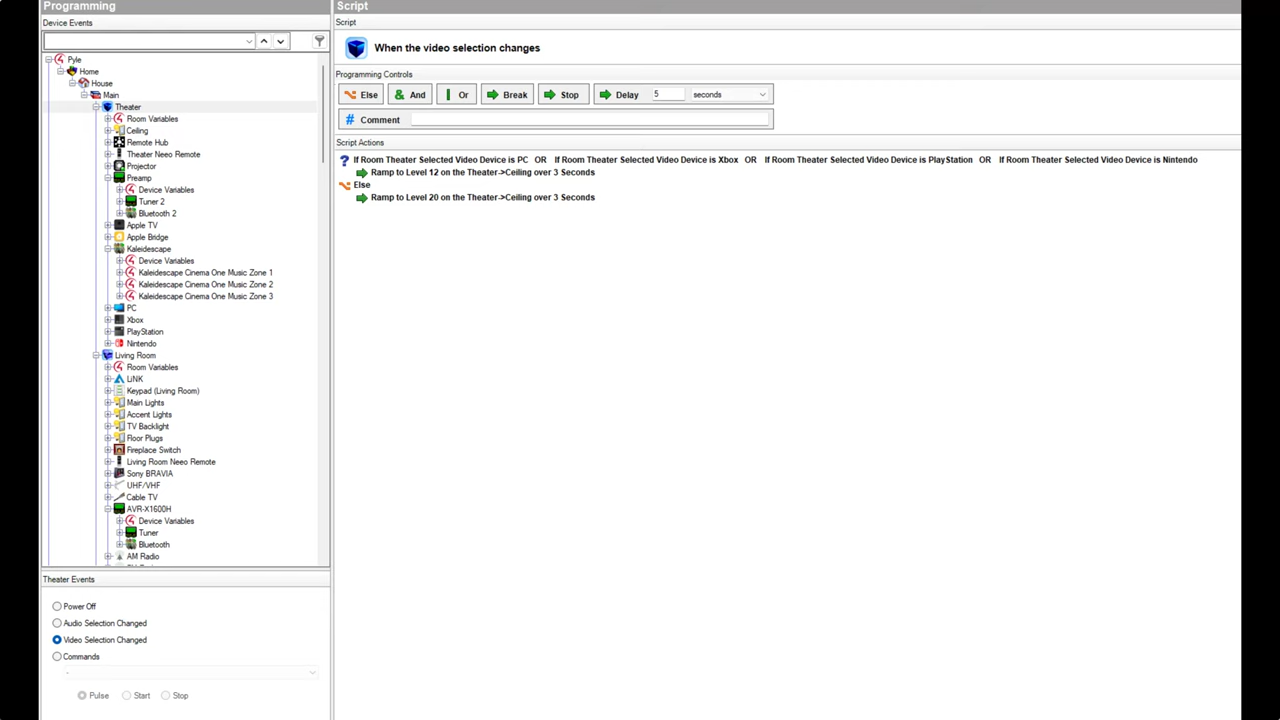 Programming
Device Events
Pyle
Home
House
Main
Theater
Room Variables
Ceiling
Remote Hub
Theater Neeo Remote
Projector
Preamp
Device Variables
Tuner 2
Bluetooth 2
Apple TV
Apple Bridge
Kaleidescape
Device Variables
Kaleidescape Cinema One Music Zone 1
Kaleidescape Cinema One Music Zone 2
Kaleidescape Cinema One Music Zone 3
PC
Xbox
PlayStation
Nintendo
Living Room
Room Variables
LiNK
Keypad (Living Room)
Main Lights
Accent Lights
TV Backlight
Floor Plugs
Fireplace Switch
Living Room Neeo Remote
Sony BRAVIA
UHF/VHF
Cable TV
AVR-X1600H
Device Variables
Tuner
Bluetooth
AM Radio
Theater Events
Power Off
Audio Selection Changed
Video Selection Changed
Commands
-
Pulse Start Stop
Script
Script
When the video selection changes
Programming Controls
Else & And | Or Break Stop Delay 5 seconds
# Comment
Script Actions
? If Room Theater Selected Video Device is PC OR If Room Theater Selected Video Device is Xbox OR If Room Theater Selected Video Device is PlayStation OR If Room Theater Selected Video Device is Nintendo
Ramp to Level 12 on the Theater->Ceiling over 3 Seconds
Else
Ramp to Level 20 on the Theater->Ceiling over 3 Seconds